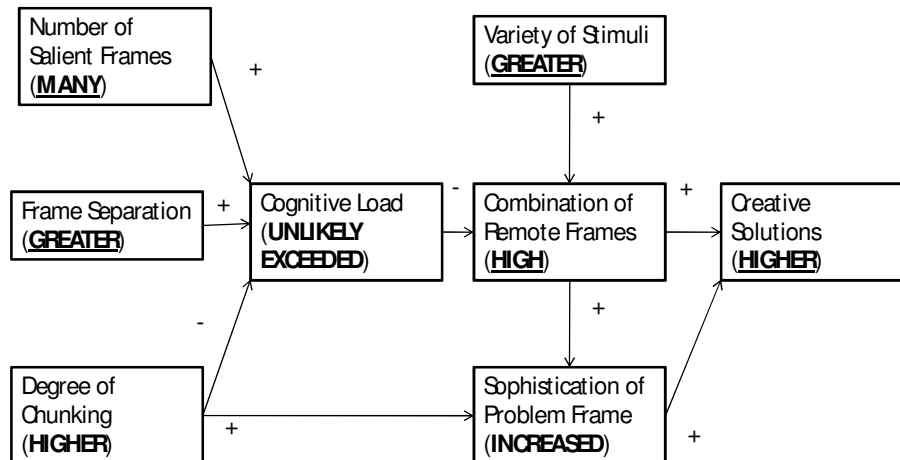 Number of
Salient Frames
(MANY)
+
Variety of Stimuli
(GREATER)
+
Frame Separation
(GREATER)
+
Cognitive Load
(UNLIKELY
EXCEEDED)
-
Combination of
Remote Frames
(HIGH)
+
Creative
Solutions
(HIGHER)
-
+
Degree of
Chunking
(HIGHER)
+
Sophistication of
Problem Frame
(INCREASED)
+